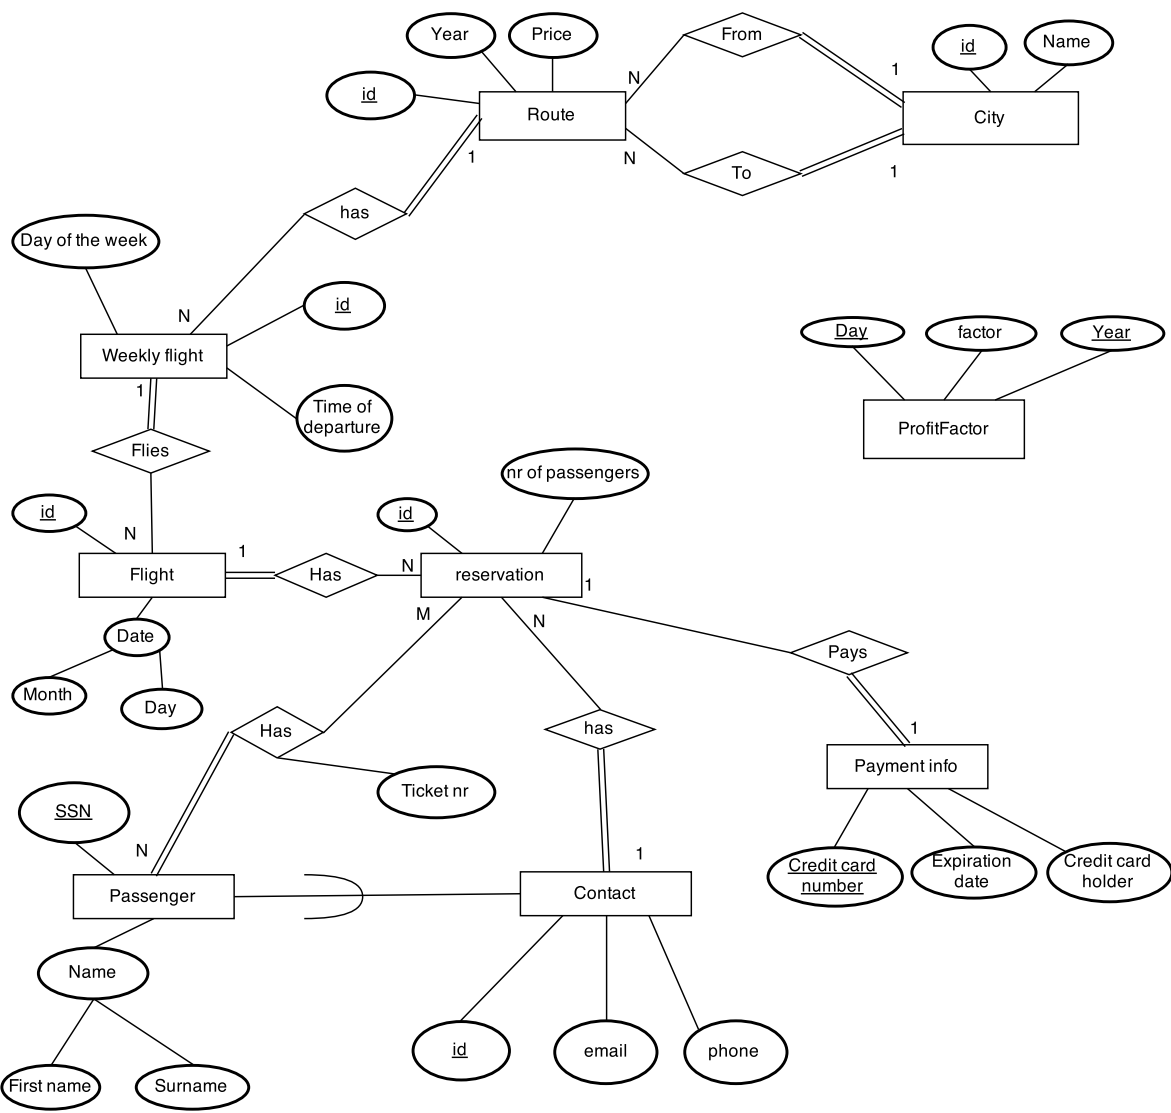 Year
Price
From
id
Name
id
N
1
Route
City
1
N
To
1
has
Day of the week
N
id
Day
factor
Year
Weekly flight
1
Time of
departure
ProfitFactor
Flies
nr of passengers
id
id
N
1
Flight
Has
N
reservation
1
M
N
Date
Pays
Month
Day
Has
has
1
Payment info
Ticket nr
SSN
N
1
Credit card
number
Expiration
date
Credit card
holder
Passenger
Contact
Name
id
email
phone
First name
Surname